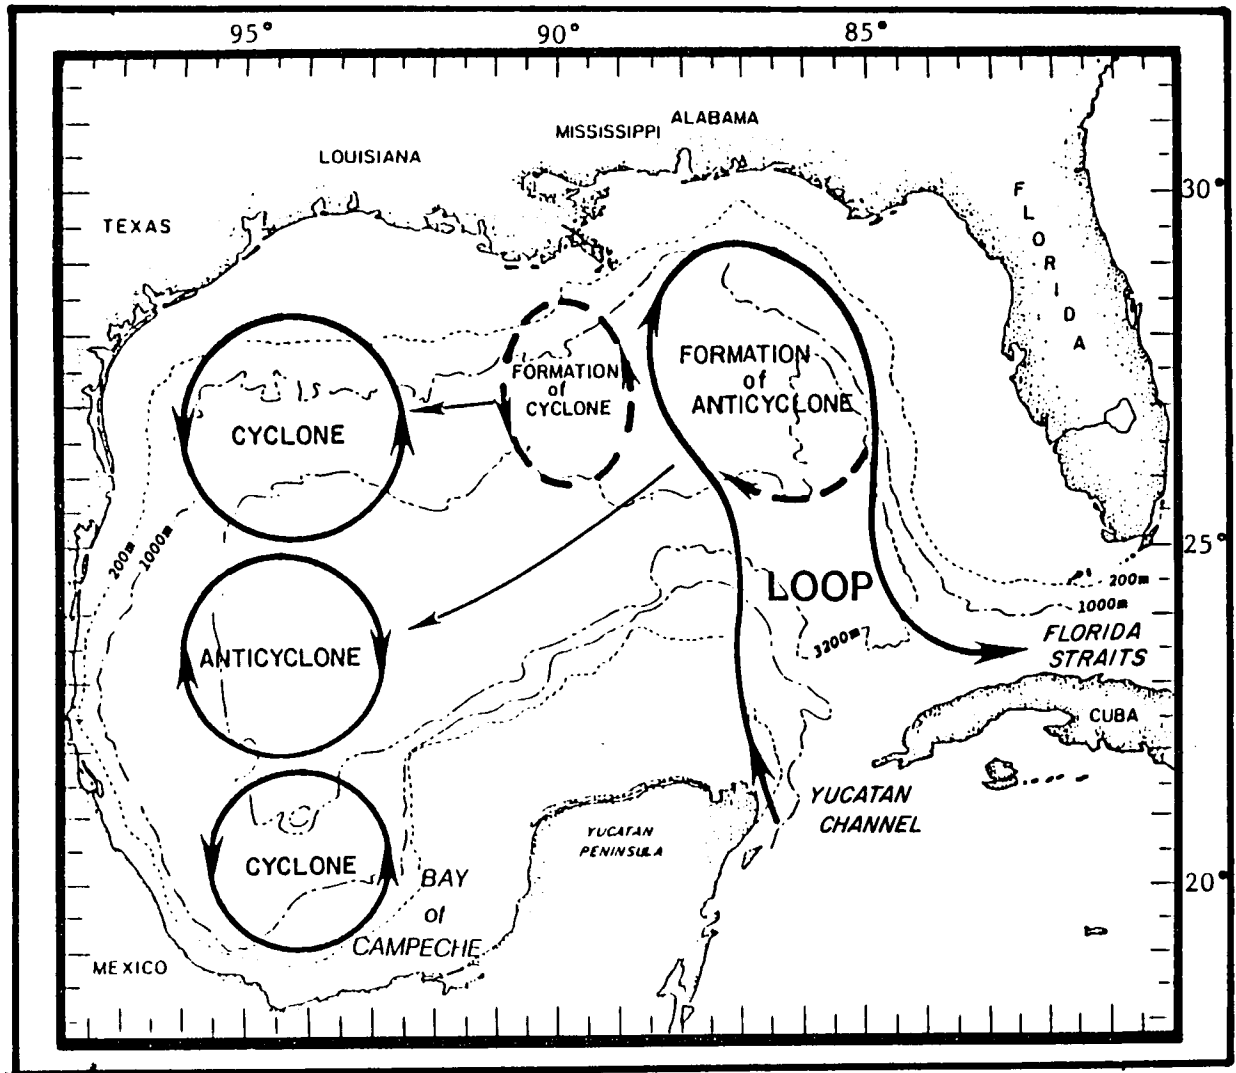 95°
90°
85°
ALABAMA
MISSISSIPPI
LOUISIANA
TEXAS
30°
FLORIDA
FORMATION
of
ANTICYCLONE
FORMATION
of
CYCLONE
CYCLONE
200m
1000m
25°
LOOP
200m
1000m
3200m
FLORIDA
STRAITS
ANTICYCLONE
CUBA
YUCATAN
CHANNEL
YUCATAN
PENINSULA
CYCLONE
BAY
of
CAMPECHE
20°
MEXICO